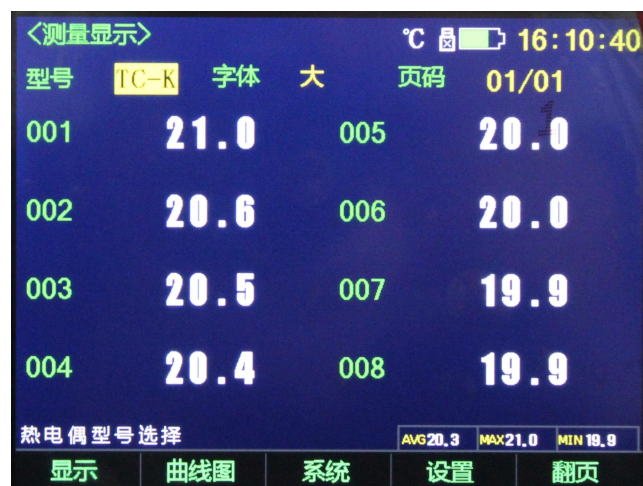 〈测量显示〉 ℃ 16:10:40
型号 TC-K 字体 大 页码 01/01
001 21.0 005 20.0
002 20.6 006 20.0
003 20.5 007 19.9
004 20.4 008 19.9
热电偶型号选择 AVG20.3 MAX21.0 MIN19.9
显示 曲线图 系统 设置 翻页